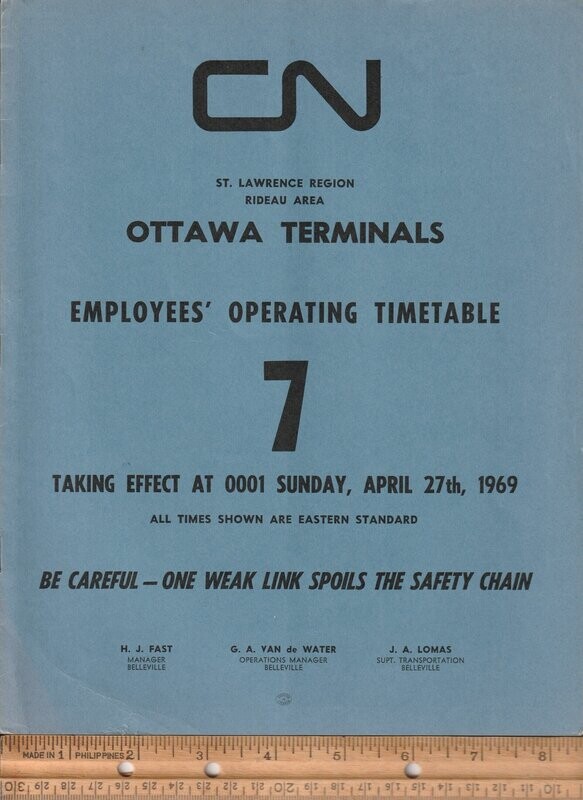 CN
ST. LAWRENCE REGION
RIDEAU AREA
OTTAWA TERMINALS
EMPLOYEES' OPERATING TIMETABLE
7
TAKING EFFECT AT 0001 SUNDAY, APRIL 27th, 1969
ALL TIMES SHOWN ARE EASTERN STANDARD
BE CAREFUL — ONE WEAK LINK SPOILS THE SAFETY CHAIN
H. J. FAST G. A. VAN de WATER J. A. LOMAS
MANAGER OPERATIONS MANAGER SUPT. TRANSPORTATION
BELLEVILLE BELLEVILLE BELLEVILLE
MADE IN 1 PHILIPPINES 2 3 4 5 6 7 8